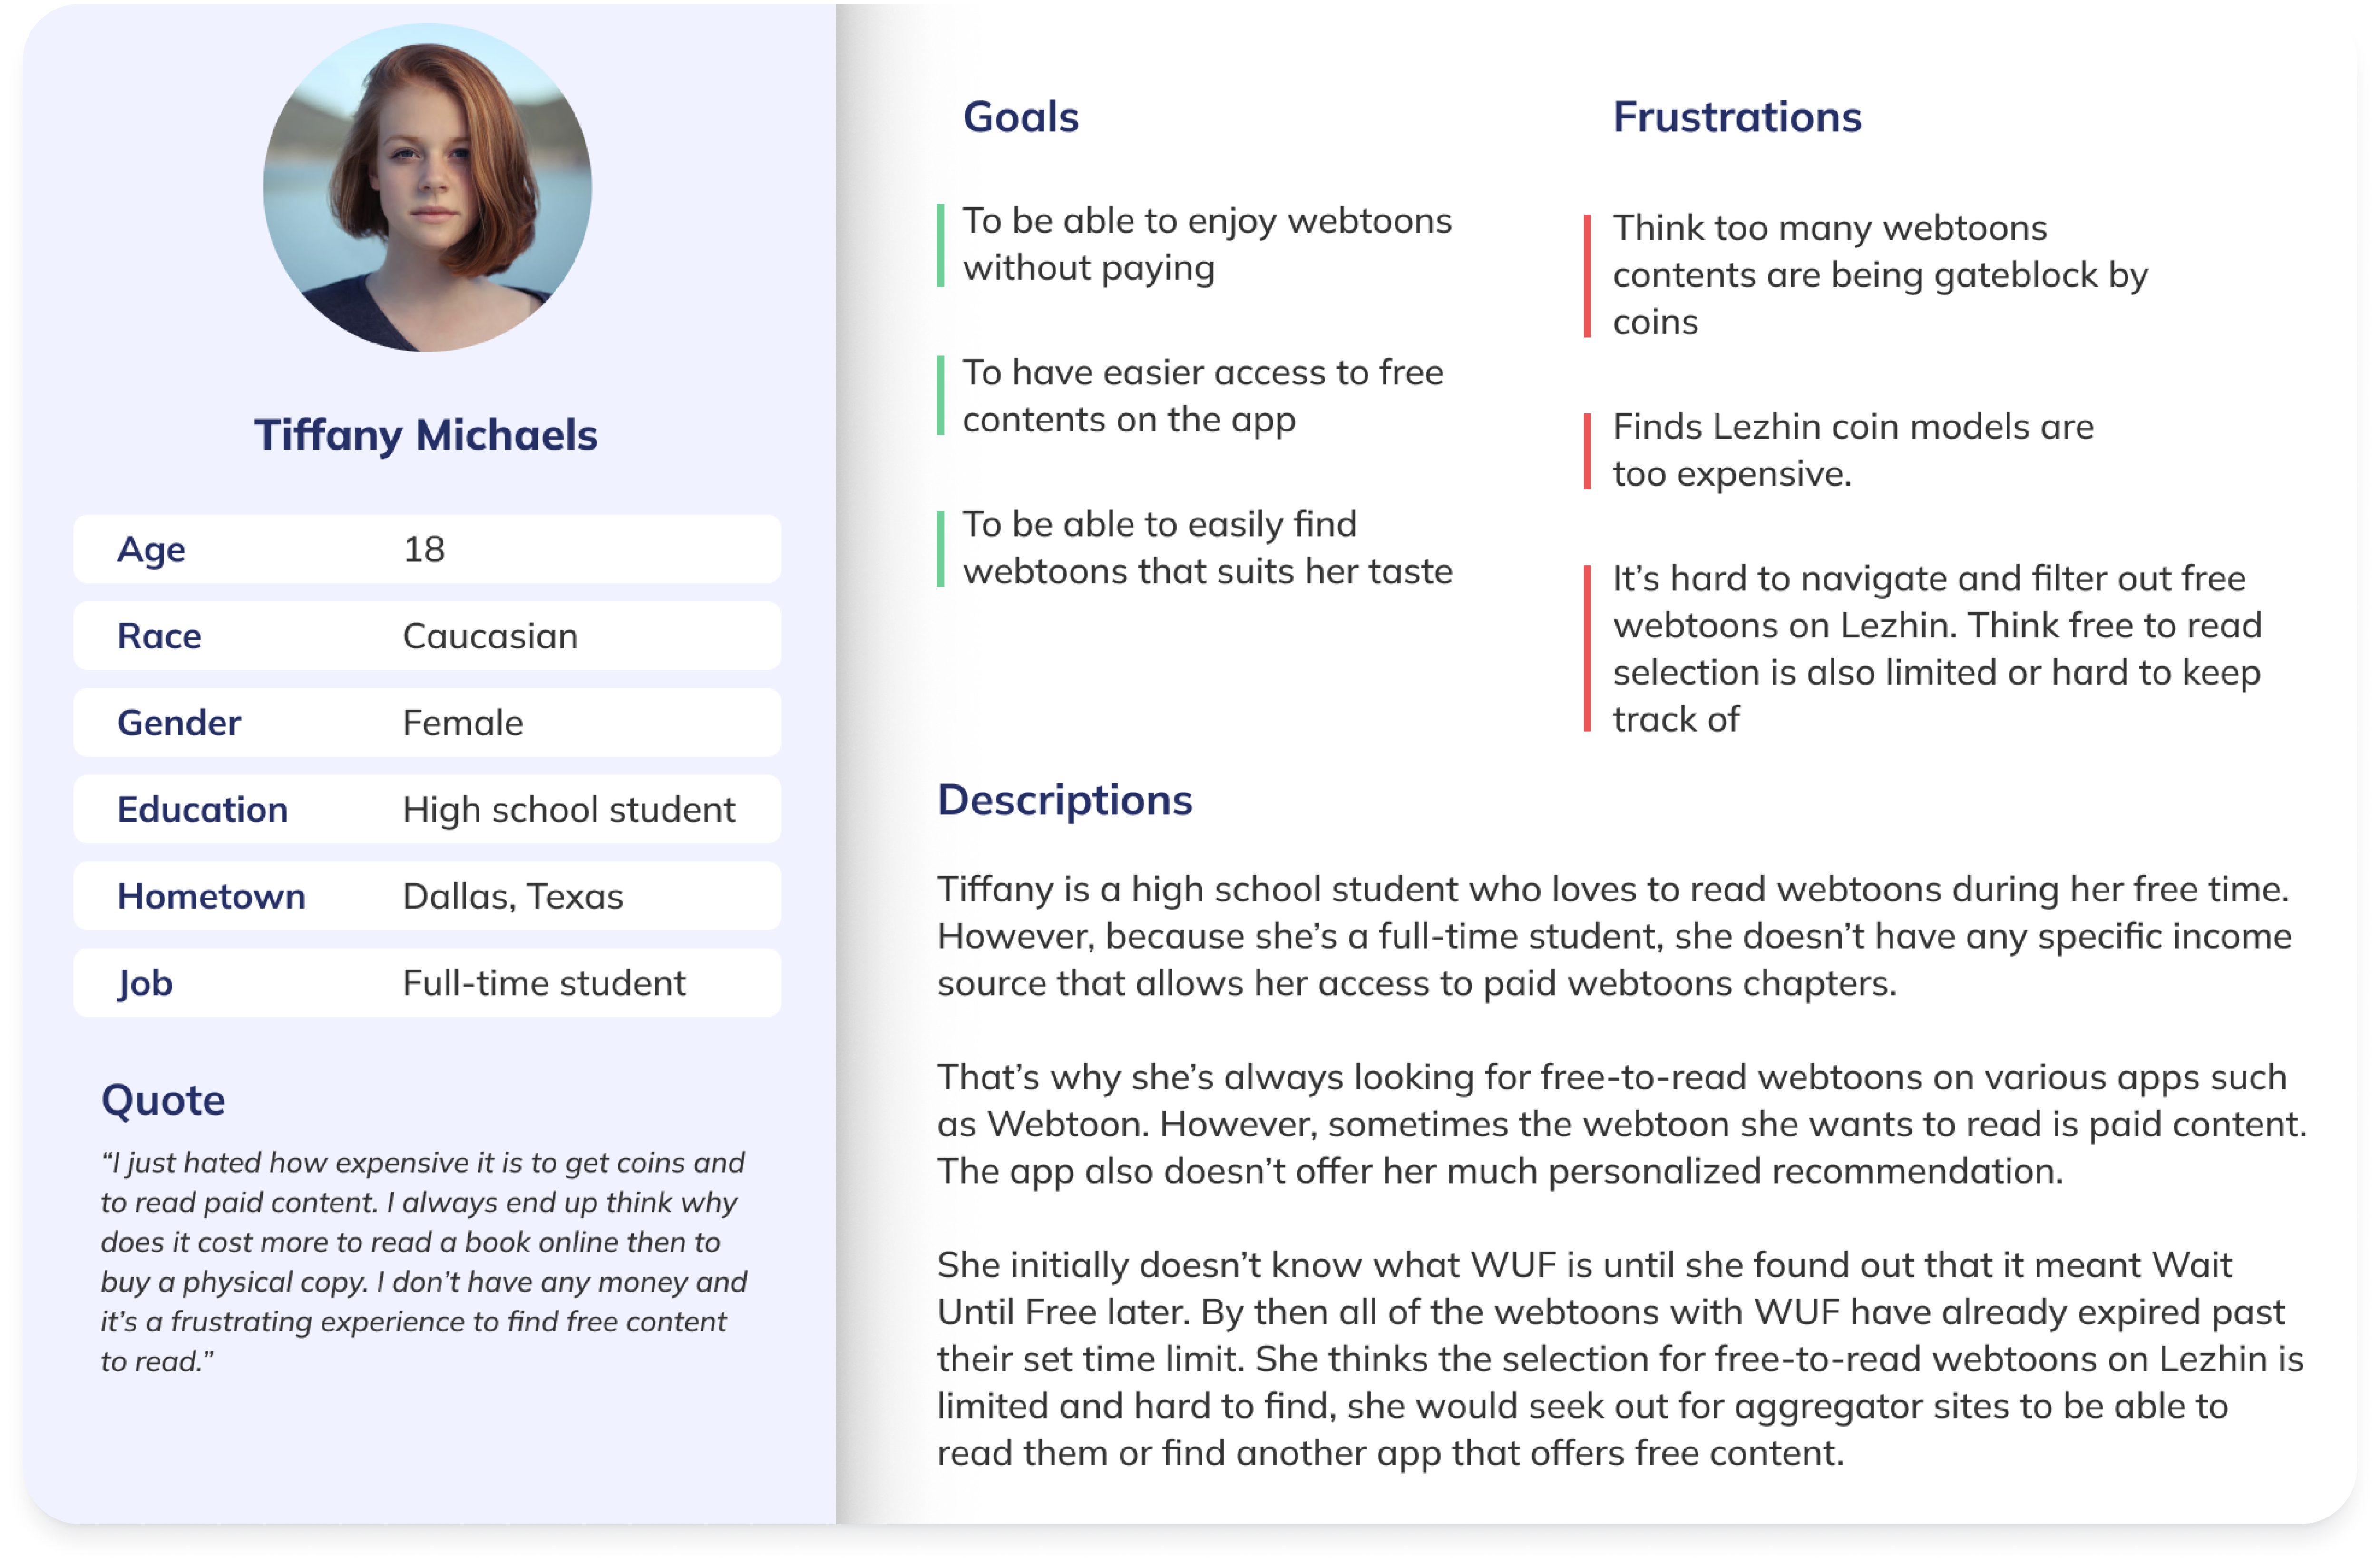 Tiffany Michaels
Age 18
Race Caucasian
Gender Female
Education High school student
Hometown Dallas, Texas
Job Full-time student
Quote
“I just hated how expensive it is to get coins and
to read paid content. I always end up think why
does it cost more to read a book online then to
buy a physical copy. I don’t have any money and
it’s a frustrating experience to find free content
to read.”
Goals
To be able to enjoy webtoons
without paying
To have easier access to free
contents on the app
To be able to easily find
webtoons that suits her taste
Frustrations
Think too many webtoons
contents are being gateblock by
coins
Finds Lezhin coin models are
too expensive.
It’s hard to navigate and filter out free
webtoons on Lezhin. Think free to read
selection is also limited or hard to keep
track of
Descriptions
Tiffany is a high school student who loves to read webtoons during her free time.
However, because she’s a full-time student, she doesn’t have any specific income
source that allows her access to paid webtoons chapters.
That’s why she’s always looking for free-to-read webtoons on various apps such
as Webtoon. However, sometimes the webtoon she wants to read is paid content.
The app also doesn’t offer her much personalized recommendation.
She initially doesn’t know what WUF is until she found out that it meant Wait
Until Free later. By then all of the webtoons with WUF have already expired past
their set time limit. She thinks the selection for free-to-read webtoons on Lezhin is
limited and hard to find, she would seek out for aggregator sites to be able to
read them or find another app that offers free content.